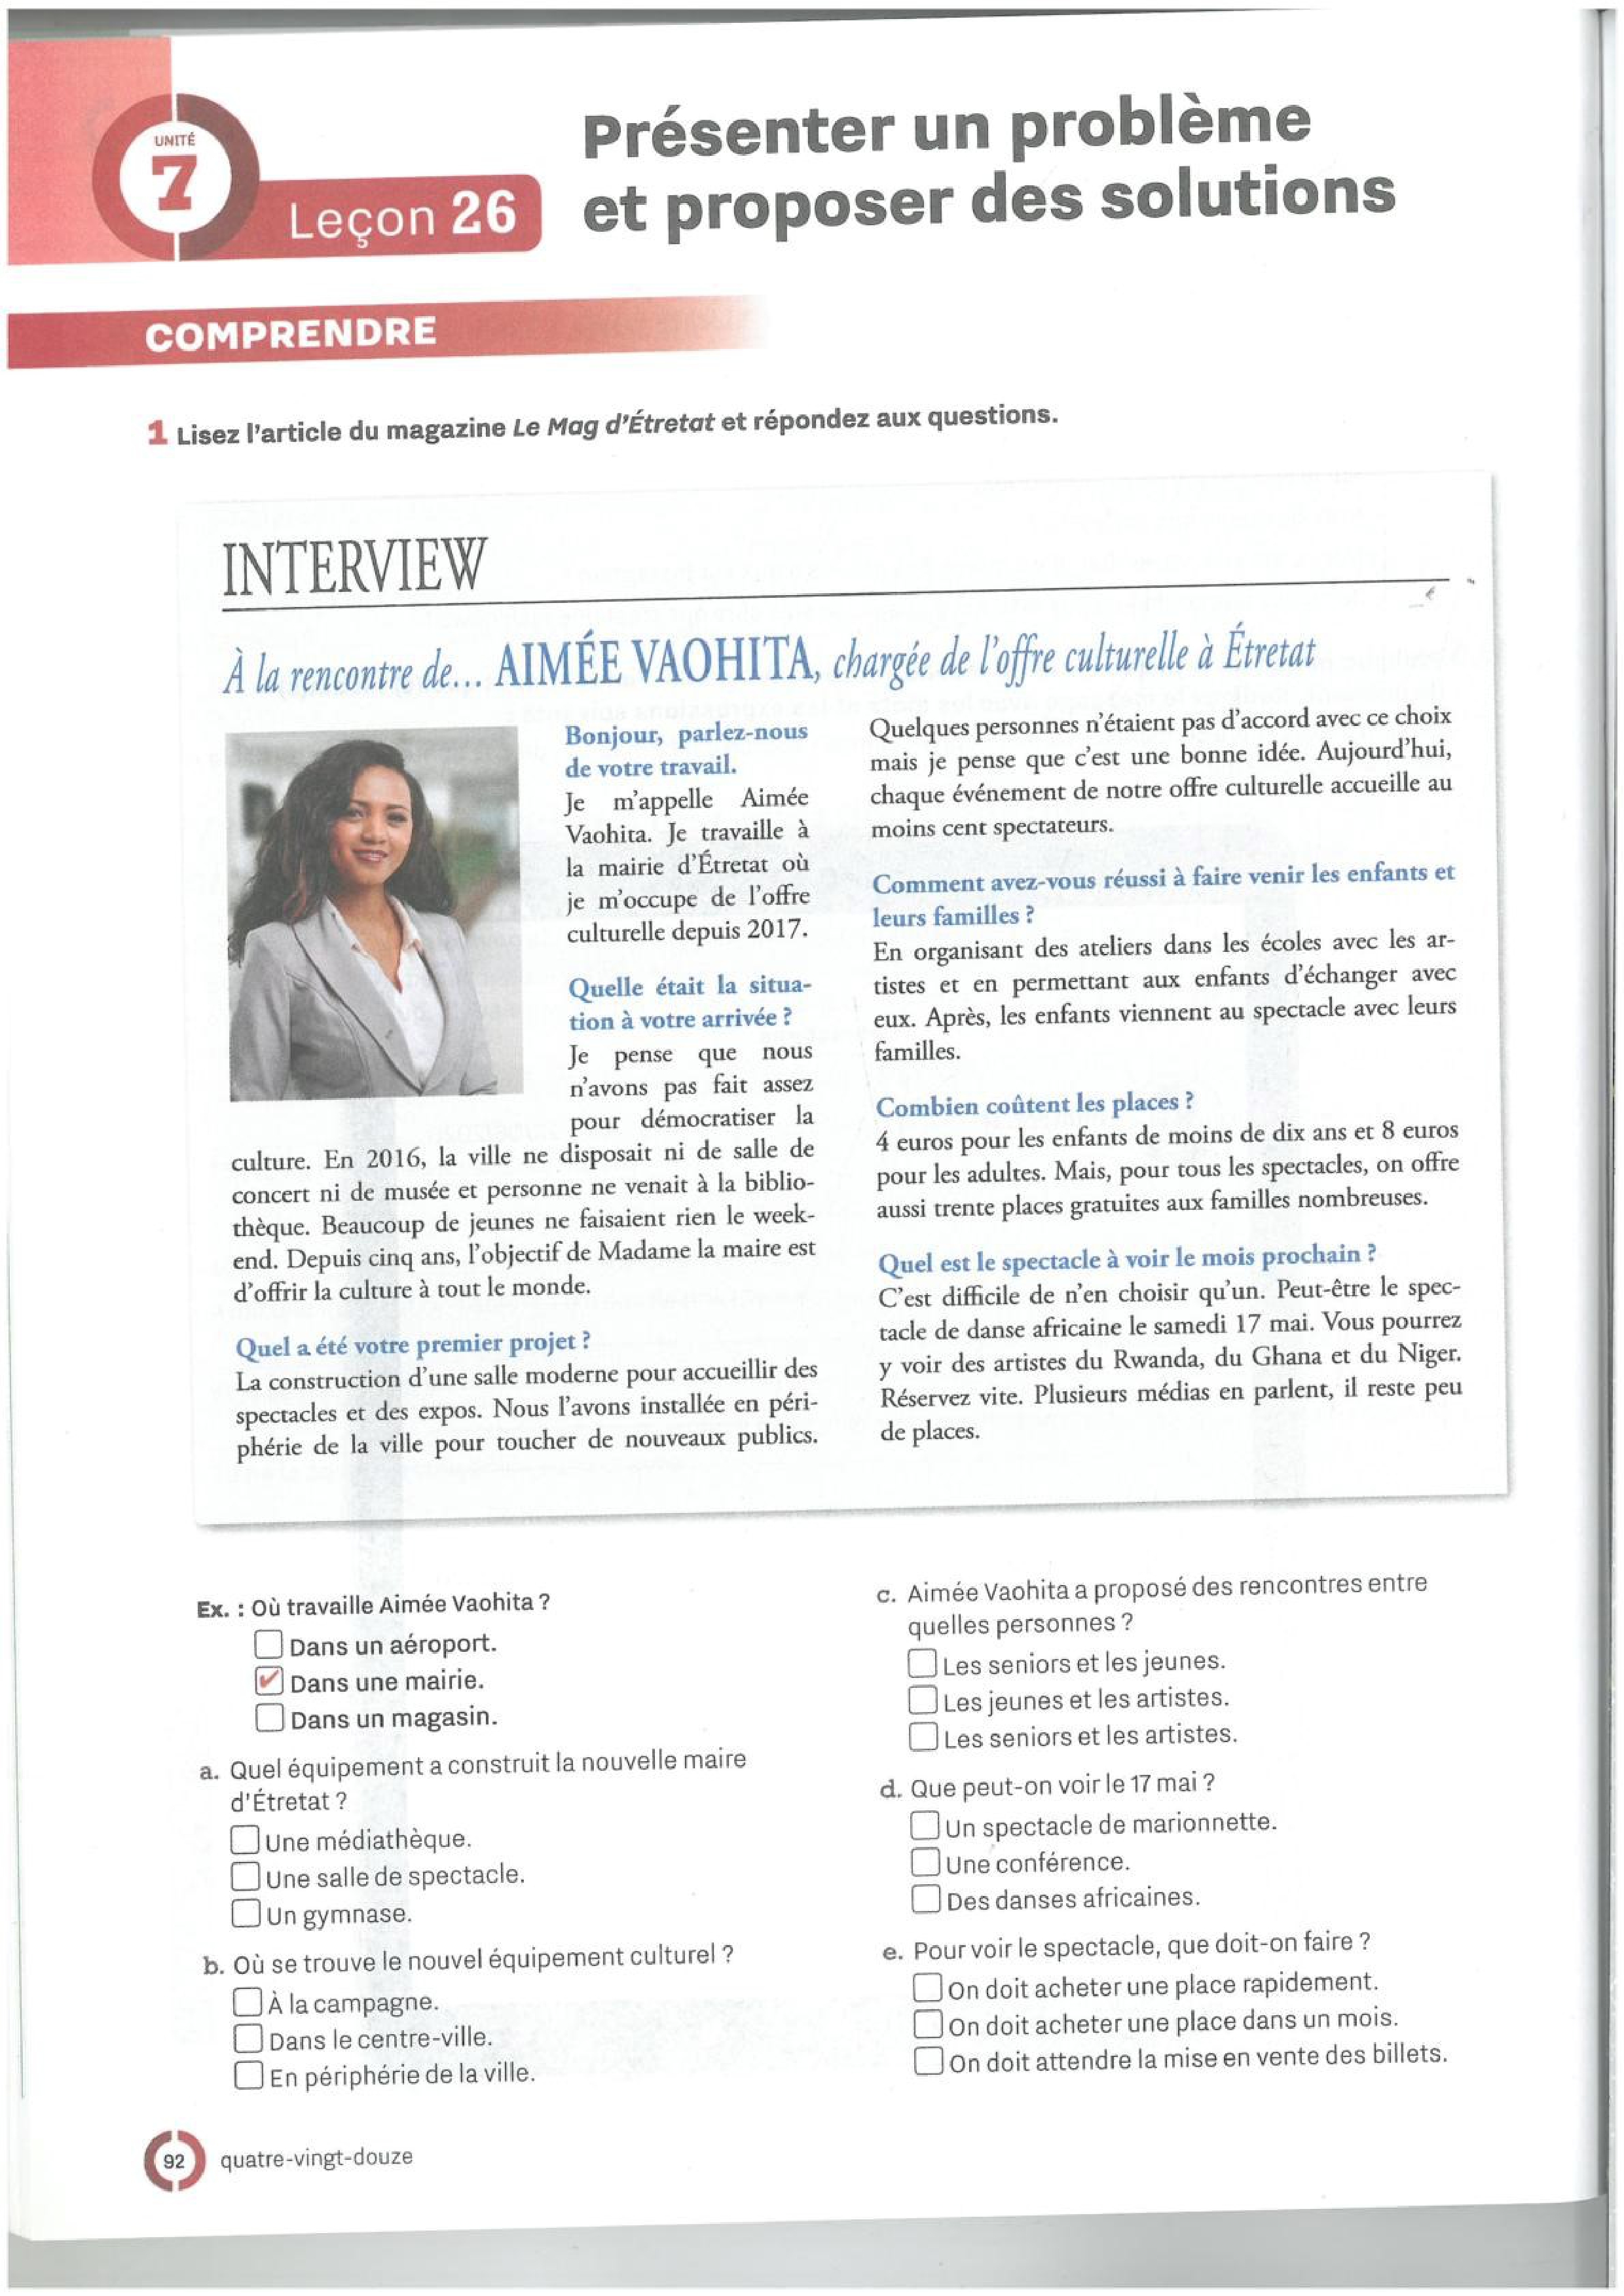 UNITÉ
7
Leçon 26
Présenter un problème
et proposer des solutions
COMPRENDRE
1 Lisez l'article du magazine Le Mag d'Étretat et répondez aux questions.
INTERVIEW
À la rencontre de... AIMÉE VAOHITA, chargée de l'offre culturelle à Étretat
Bonjour, parlez-nous
de votre travail.
Je m'appelle Aimée
Vaohita. Je travaille à
la mairie d'Étretat où
je m'occupe de l'offre
culturelle depuis 2017.
Quelle était la situa-
tion à votre arrivée ?
Je pense que nous
n'avons pas fait assez
pour démocratiser la
culture. En 2016, la ville ne disposait ni de salle de
concert ni de musée et personne ne venait à la biblio-
thèque. Beaucoup de jeunes ne faisaient rien le week-
end. Depuis cinq ans, l'objectif de Madame la maire est
d'offrir la culture à tout le monde.
Quel a été votre premier projet ?
La construction d'une salle moderne pour accueillir des
spectacles et des expos. Nous l'avons installée en péri-
phérie de la ville pour toucher de nouveaux publics.
Quelques personnes n'étaient pas d'accord avec ce choix
mais je pense que c'est une bonne idée. Aujourd'hui,
chaque événement de notre offre culturelle accueille au
moins cent spectateurs.
Comment avez-vous réussi à faire venir les enfants et
leurs familles ?
En organisant des ateliers dans les écoles avec les ar-
tistes et en permettant aux enfants d'échanger avec
eux. Après, les enfants viennent au spectacle avec leurs
familles.
Combien coûtent les places ?
4 euros pour les enfants de moins de dix ans et 8 euros
pour les adultes. Mais, pour tous les spectacles, on offre
aussi trente places gratuites aux familles nombreuses.
Quel est le spectacle à voir le mois prochain ?
C'est difficile de n'en choisir qu'un. Peut-être le spec-
tacle de danse africaine le samedi 17 mai. Vous pourrez
y voir des artistes du Rwanda, du Ghana et du Niger.
Réservez vite. Plusieurs médias en parlent, il reste peu
de places.
Ex. : Où travaille Aimée Vaohita ?
Dans un aéroport.
Dans une mairie.
Dans un magasin.
a. Quel équipement a construit la nouvelle maire
d'Étretat ?
Une médiathèque.
Une salle de spectacle.
Un gymnase.
b. Où se trouve le nouvel équipement culturel ?
À la campagne.
Dans le centre-ville.
En périphérie de la ville.
c. Aimée Vaohita a proposé des rencontres entre
quelles personnes ?
Les seniors et les jeunes.
Les jeunes et les artistes.
Les seniors et les artistes.
d. Que peut-on voir le 17 mai ?
Un spectacle de marionnette.
Une conférence.
Des danses africaines.
e. Pour voir le spectacle, que doit-on faire ?
On doit acheter une place rapidement.
On doit acheter une place dans un mois.
On doit attendre la mise en vente des billets.
92 quatre-vingt-douze